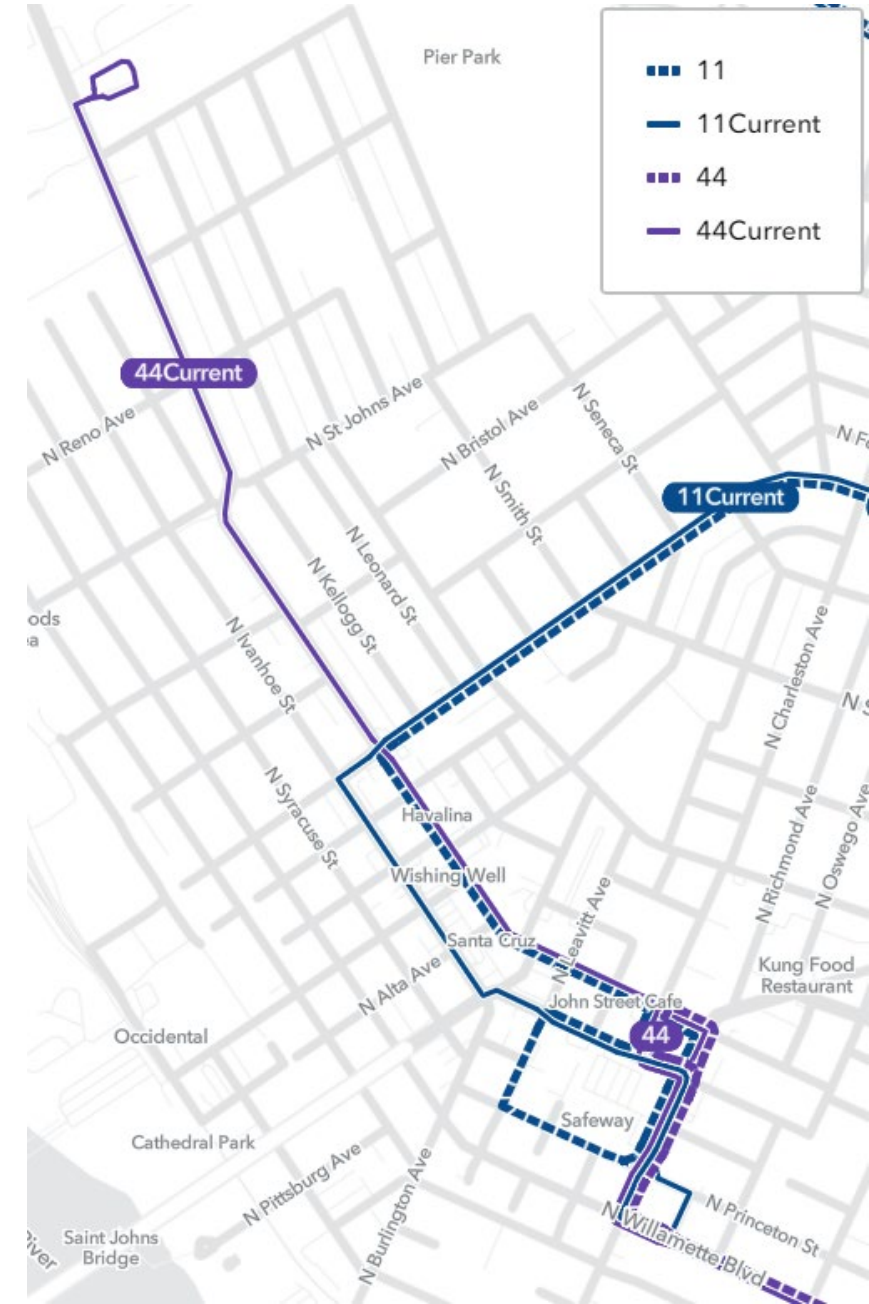 Pier Park
11
11Current
44
44Current
44Current
N Reno Ave
N St Johns Ave
N Bristol Ave
N Seneca St
N Smith St
11Current
N Leonard St
N Kellogg St
N Ivanhoe St
N Charleston Ave
N Syracuse St
Havalina
N Richmond Ave
N Oswego Ave
Wishing Well
Santa Cruz
N Leavitt Ave
N Alta Ave
Kung Food
Restaurant
John Street Cafe
44
Occidental
Safeway
Cathedral Park
N Pittsburg Ave
N Burlington Ave
N Princeton St
N Willamette Blvd
Saint Johns
Bridge
River